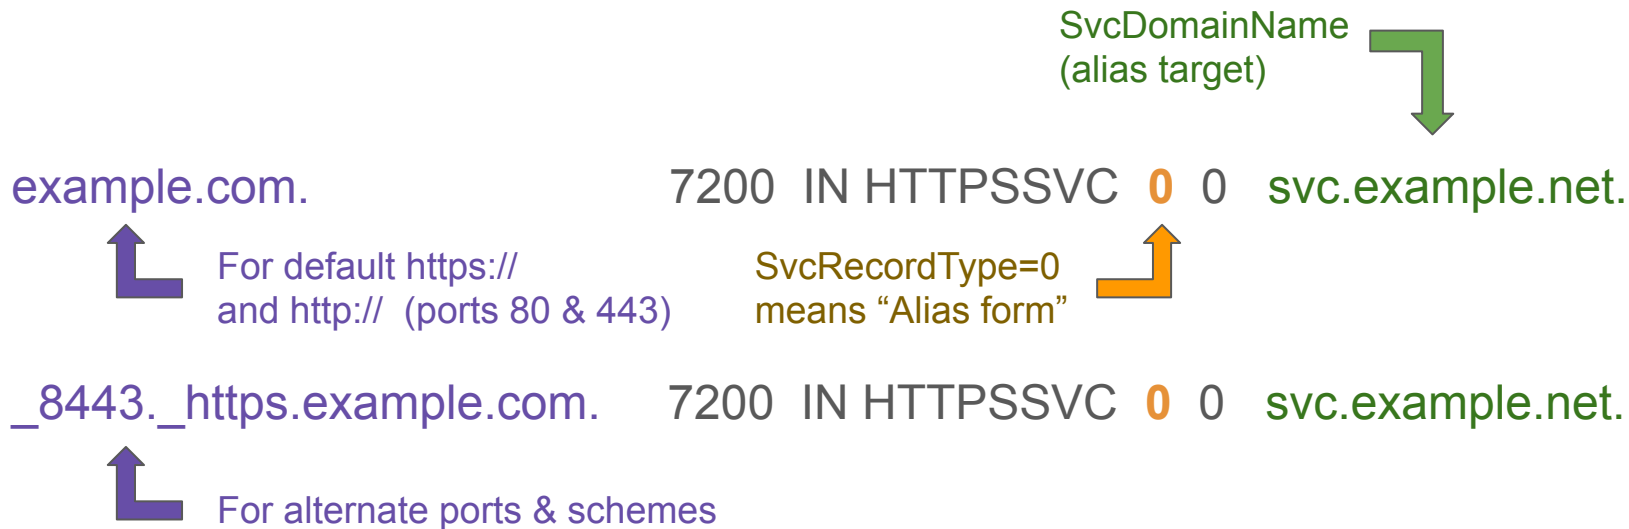 SvcDomainName
(alias target)
example.com. 7200 IN HTTPSSVC 0 0 svc.example.net.
For default https://
and http:// (ports 80 & 443)
SvcRecordType=0
means “Alias form”
_8443._https.example.com. 7200 IN HTTPSSVC 0 0 svc.example.net.
For alternate ports & schemes